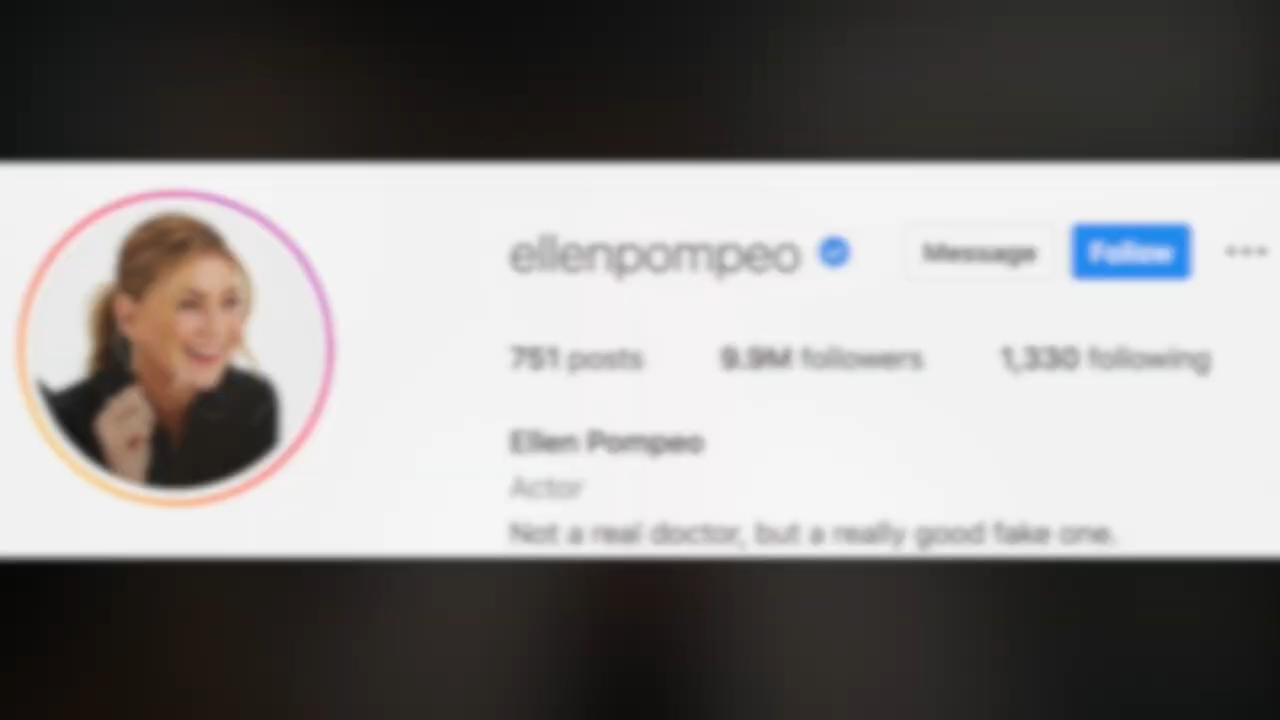 ellenpompeo Message Follow
751 posts 9.9M followers 1,330 following
Ellen Pompeo
Actor
Not a real doctor, but a really good fake one.